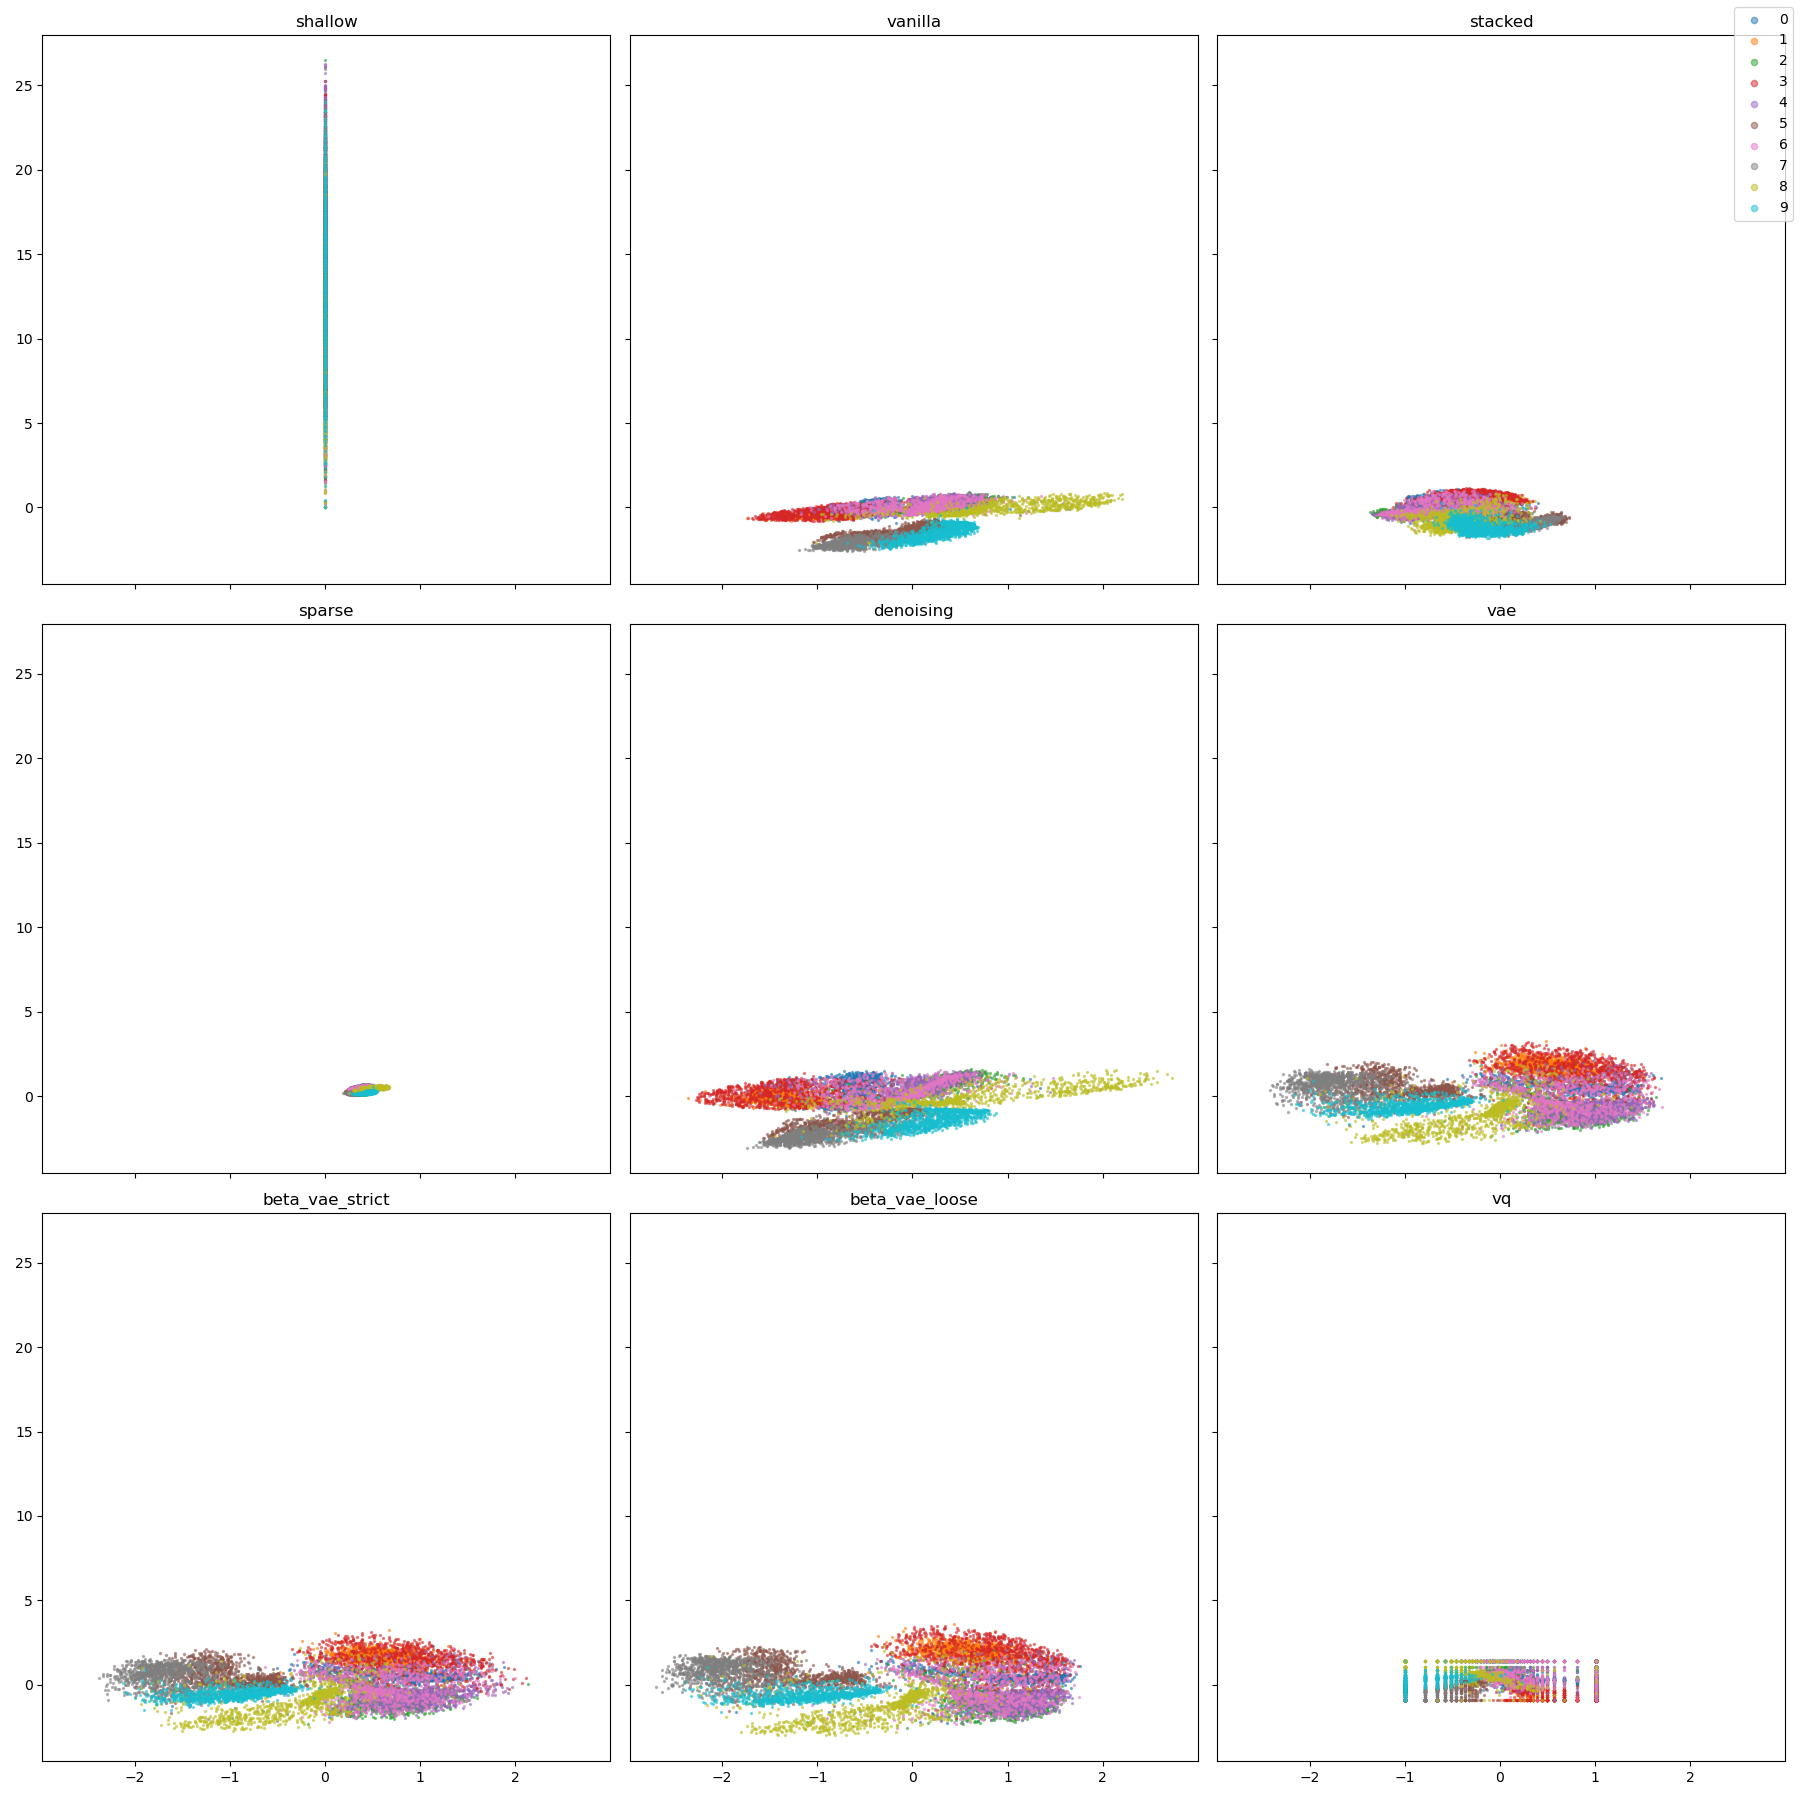 shallow
vanilla
stacked
0
1
2
3
4
5
6
7
8
9
25
20
15
10
5
0
sparse
denoising
vae
25
20
15
10
5
0
beta_vae_strict
beta_vae_loose
vq
25
20
15
10
5
0
−2 −1 0 1 2
−2 −1 0 1 2
−2 −1 0 1 2